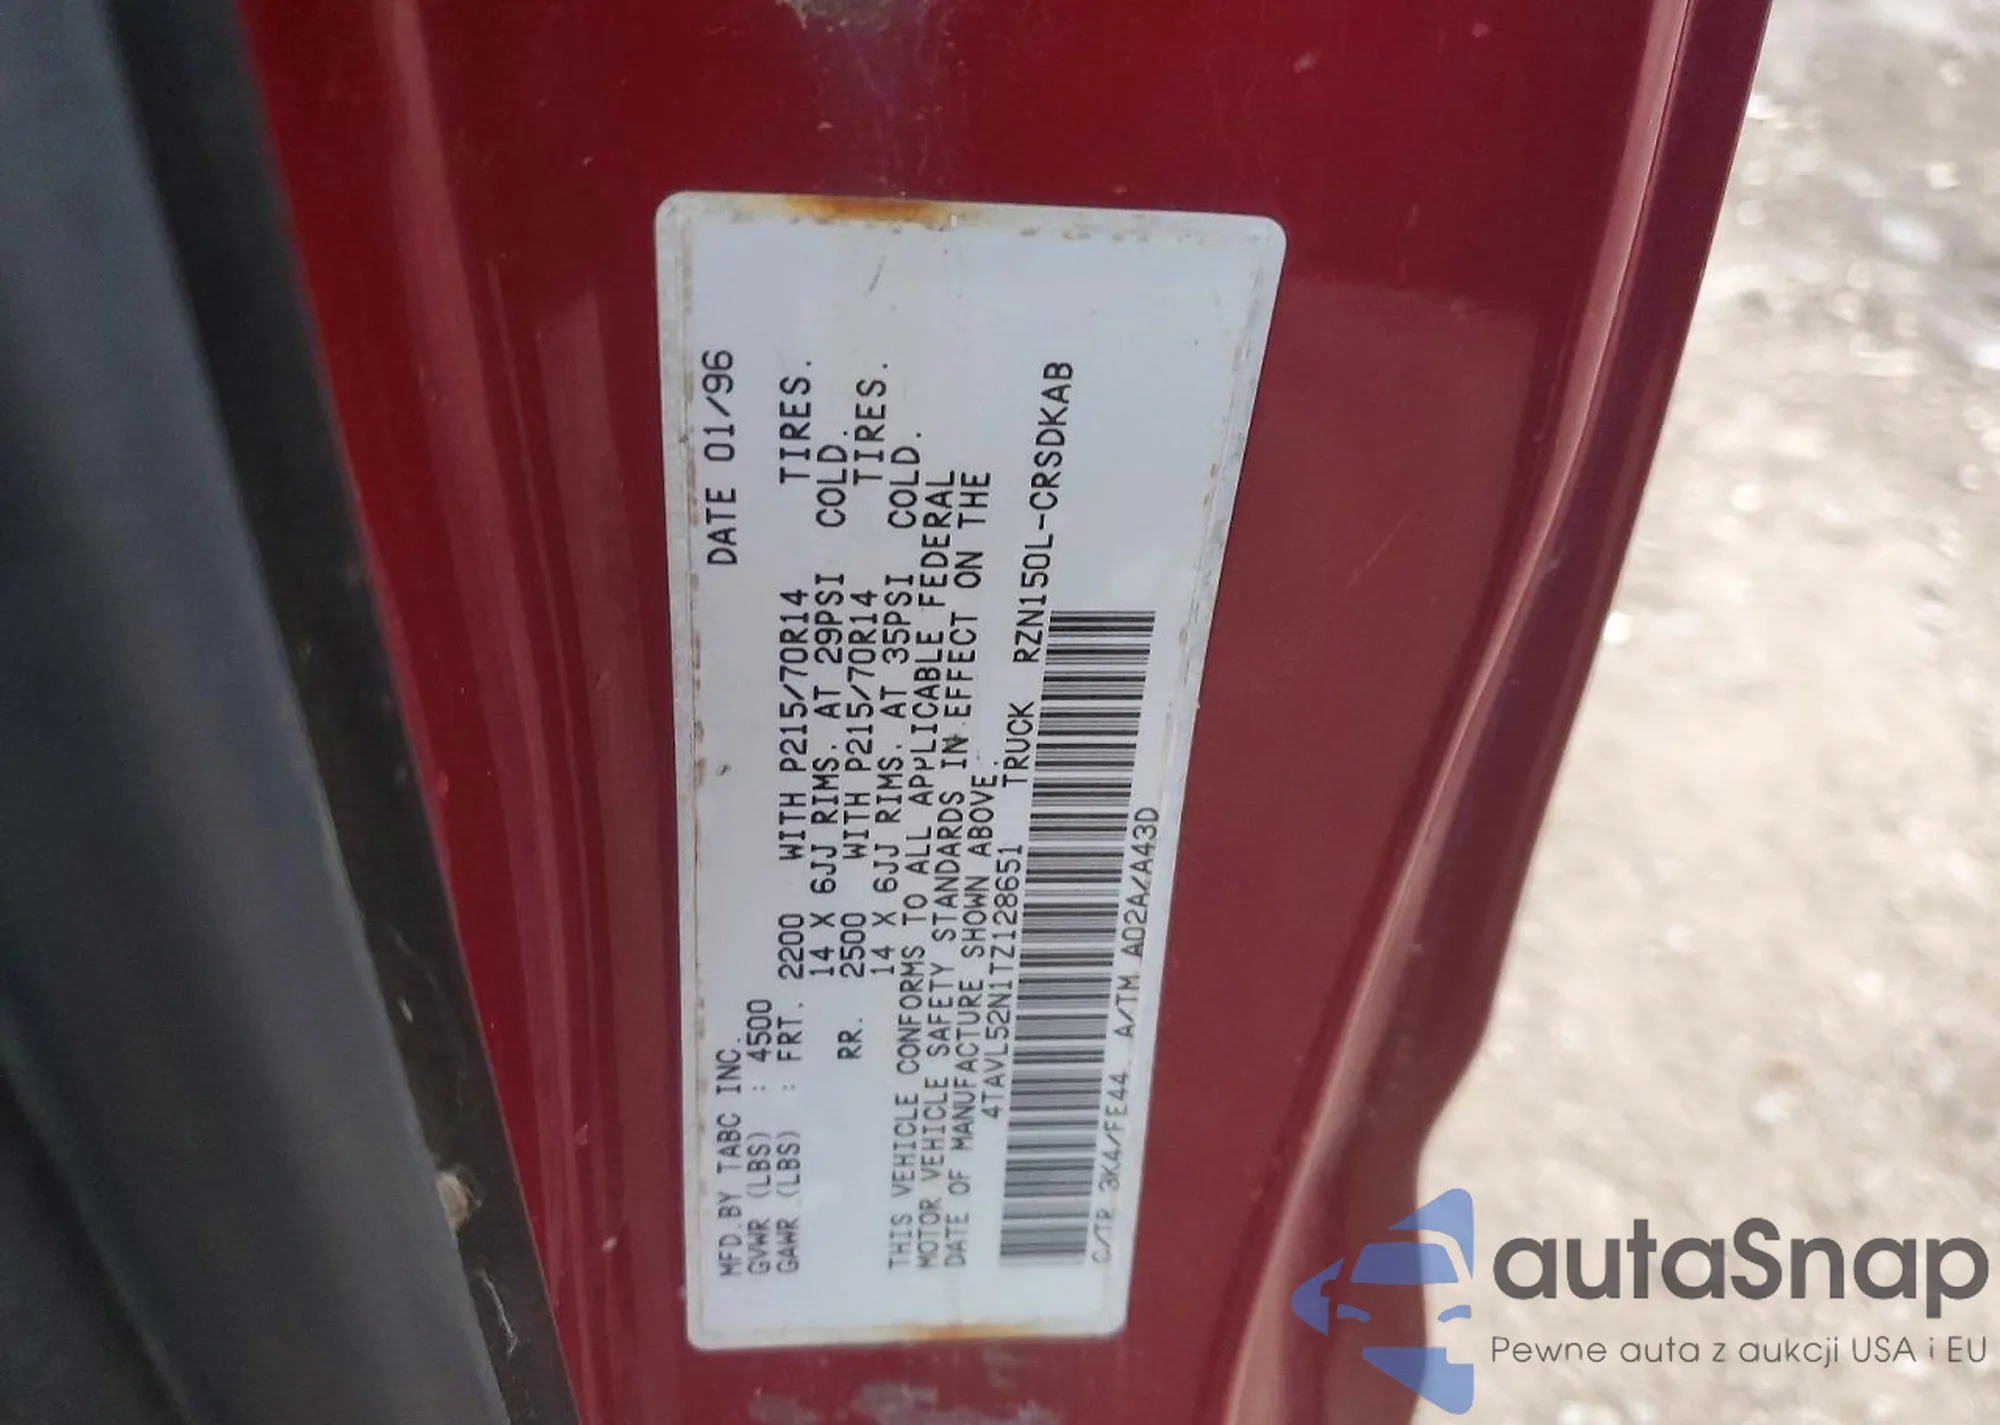 MFD.BY TABC INC. DATE 01/96
GVWR (LBS) : 4500
GAWR (LBS) : FRT. 2200 WITH P215/70R14 TIRES.
14 X 6JJ RIMS. AT 29PSI COLD.
RR. 2500 WITH P215/70R14 TIRES.
14 X 6JJ RIMS. AT 35PSI COLD.
THIS VEHICLE CONFORMS TO ALL APPLICABLE FEDERAL
MOTOR VEHICLE SAFETY STANDARDS IN EFFECT ON THE
DATE OF MANUFACTURE SHOWN ABOVE.
4TAVL52N1TZ128651 TRUCK RZN150L-CRSDKAB
C/TR 3K4/FE44 A/TM A02A/A43D
autaSnap
Pewne auta z aukcji USA i EU